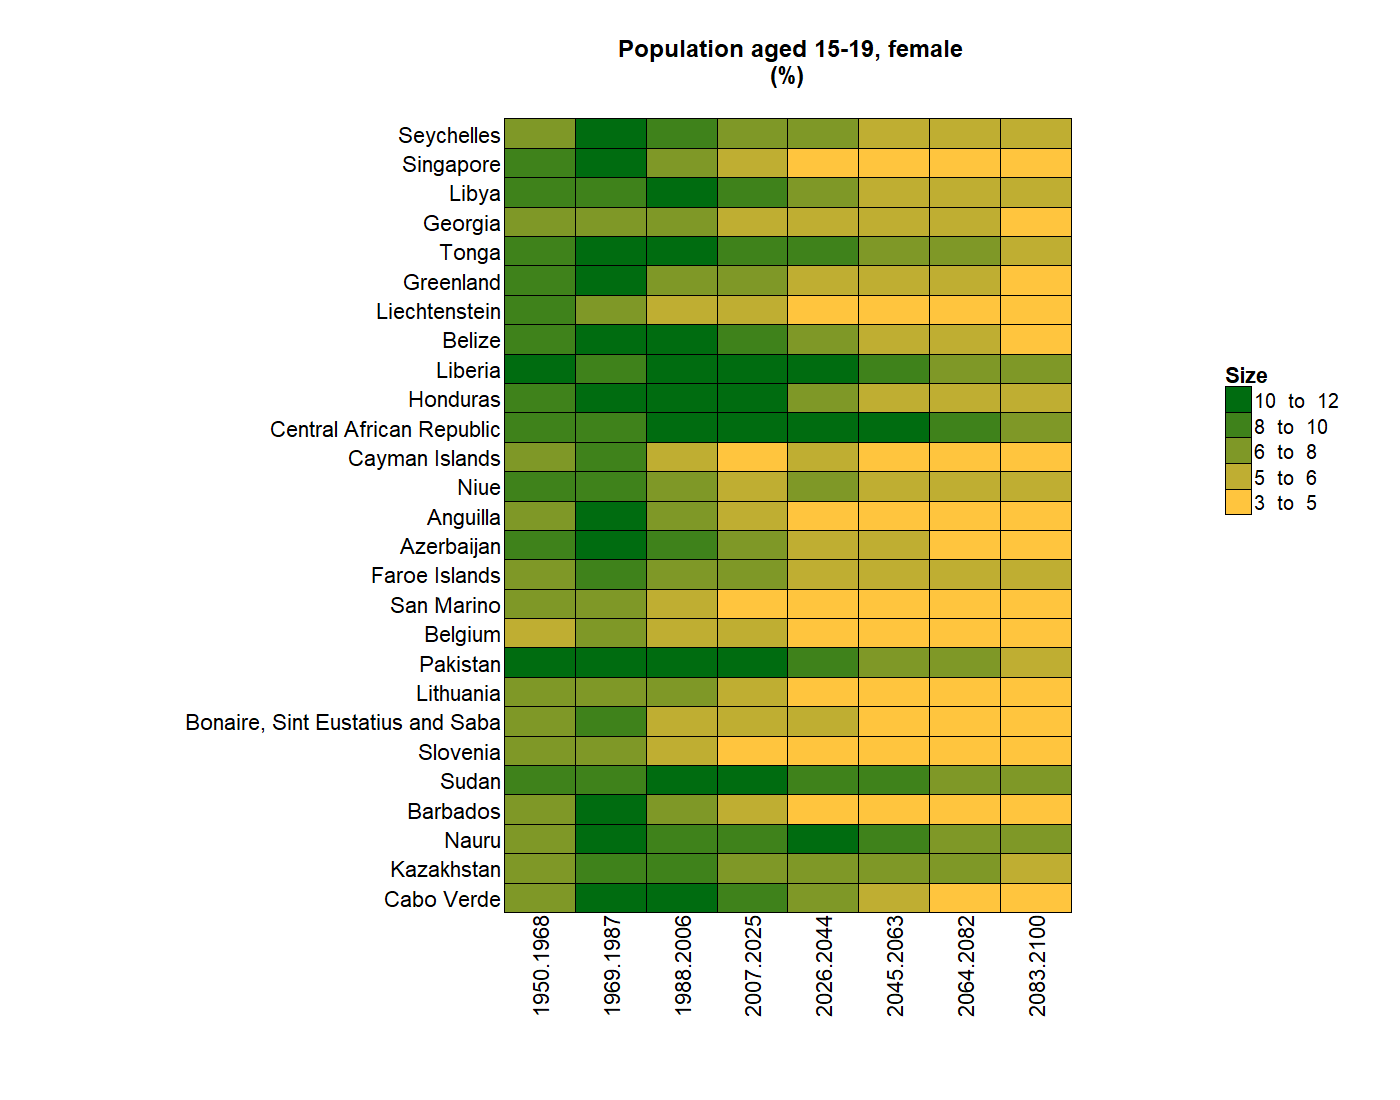 Population aged 15-19, female
(%)
Seychelles
Singapore
Libya
Georgia
Tonga
Greenland
Liechtenstein
Belize
Liberia
Honduras
Central African Republic
Cayman Islands
Niue
Anguilla
Azerbaijan
Faroe Islands
San Marino
Belgium
Pakistan
Lithuania
Bonaire, Sint Eustatius and Saba
Slovenia
Sudan
Barbados
Nauru
Kazakhstan
Cabo Verde
1950.1968
1969.1987
1988.2006
2007.2025
2026.2044
2045.2063
2064.2082
2083.2100
Size
10 to 12
8 to 10
6 to 8
5 to 6
3 to 5